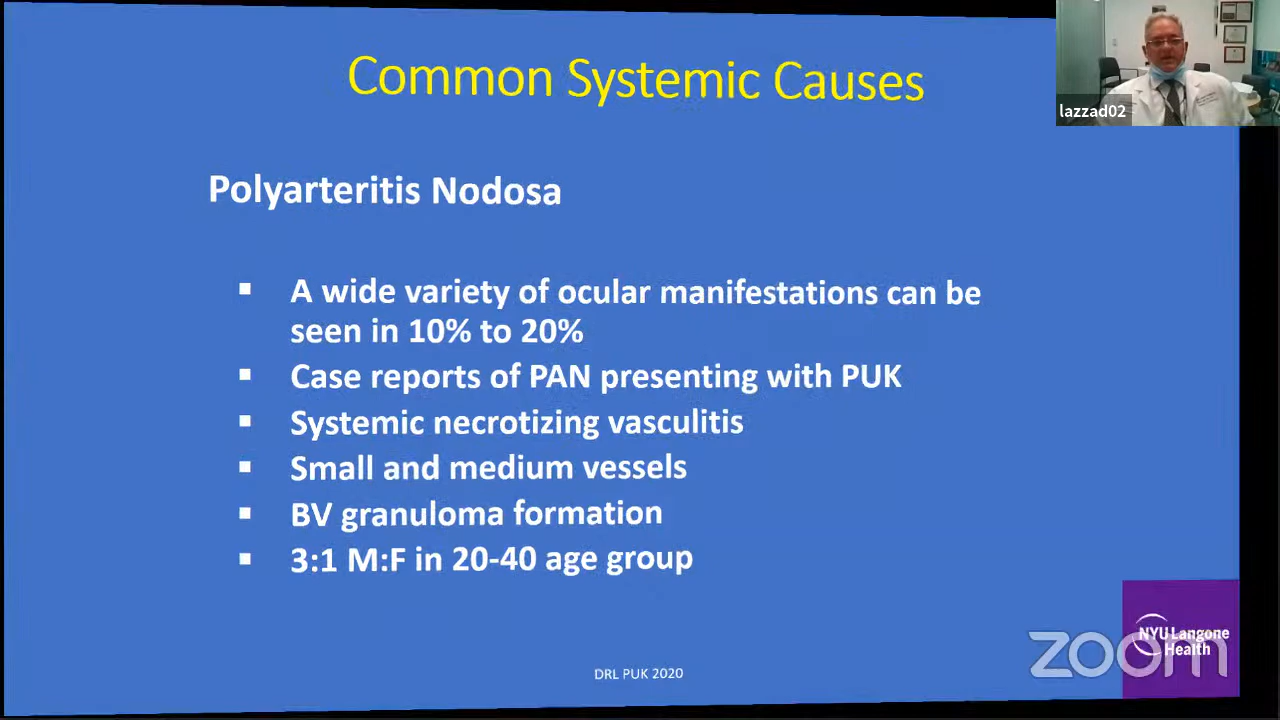 Common Systemic Causes
lazzad02
Polyarteritis Nodosa
▪ A wide variety of ocular manifestations can be
seen in 10% to 20%
▪ Case reports of PAN presenting with PUK
▪ Systemic necrotizing vasculitis
▪ Small and medium vessels
▪ BV granuloma formation
▪ 3:1 M:F in 20-40 age group
NYU Langone
Health
zoom
DRL PUK 2020